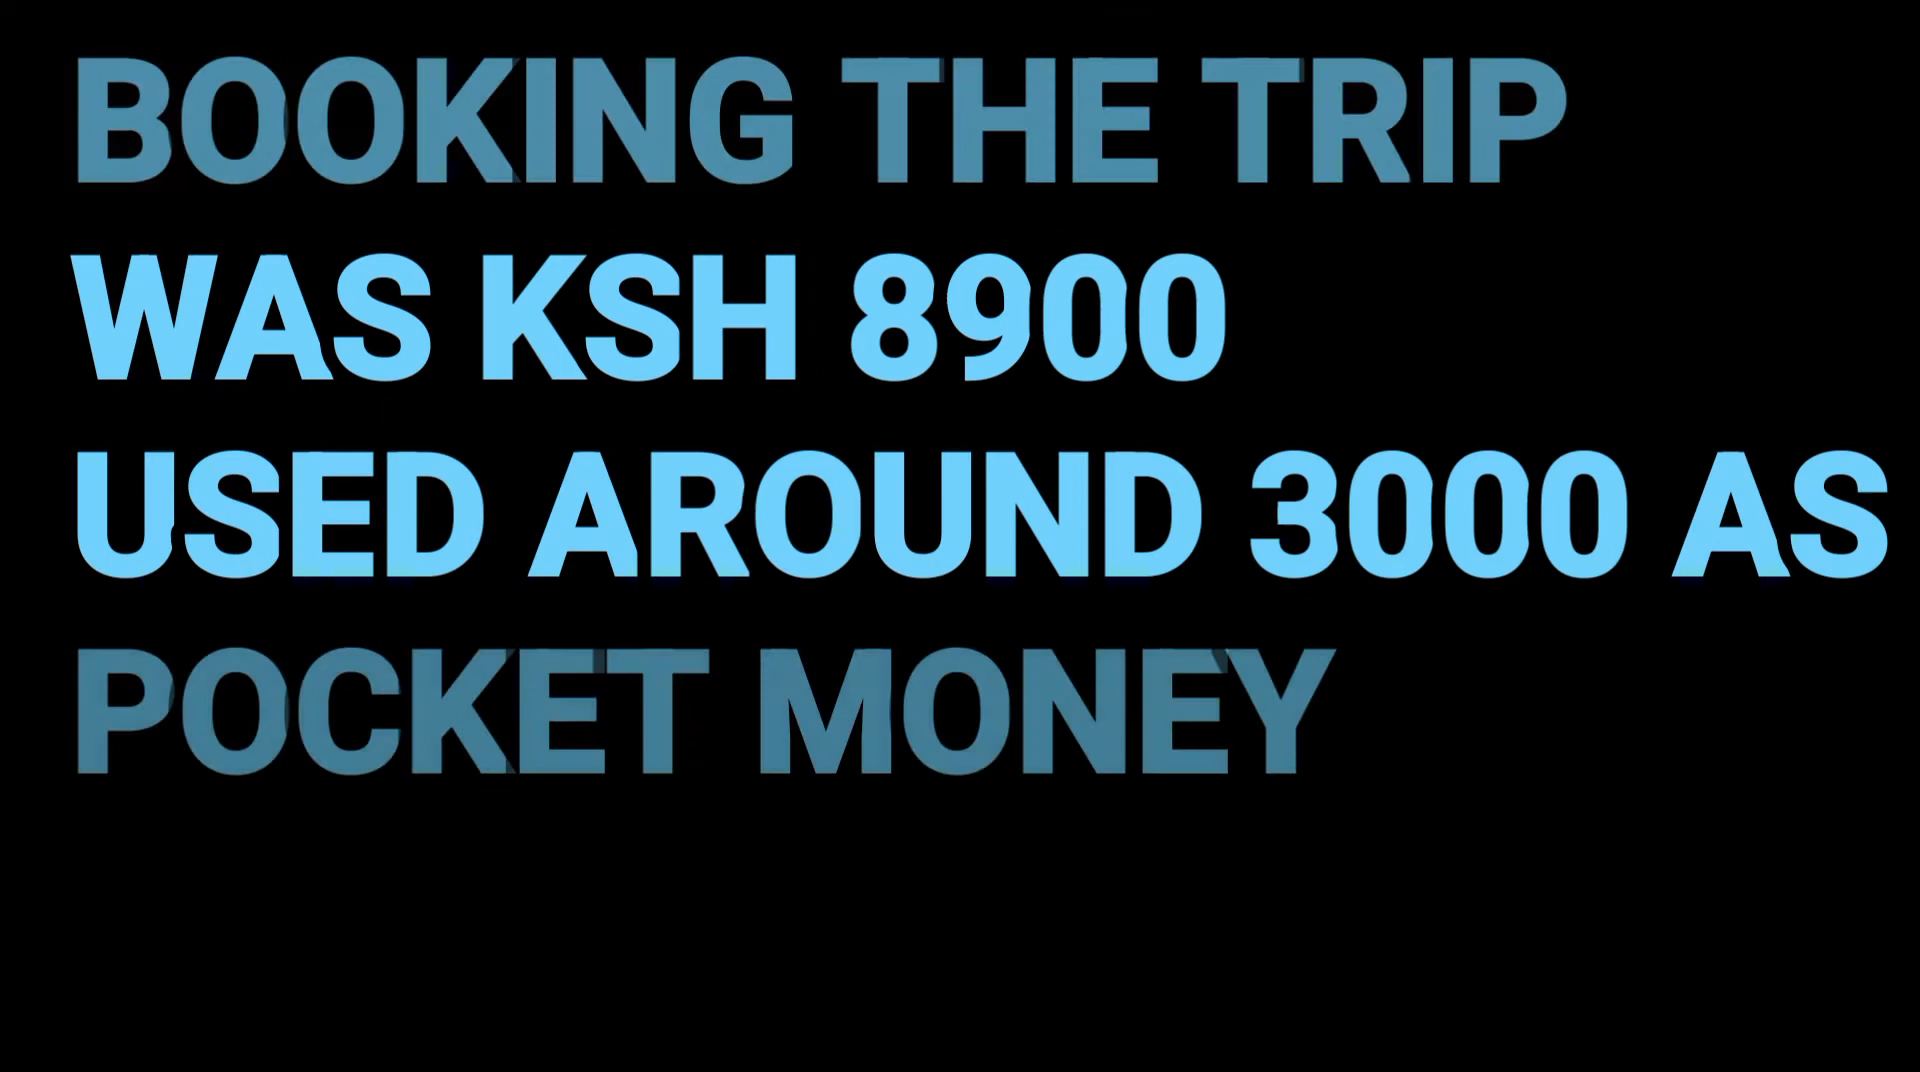 BOOKING THE TRIP
WAS KSH 8900
USED AROUND 3000 AS
POCKET MONEY